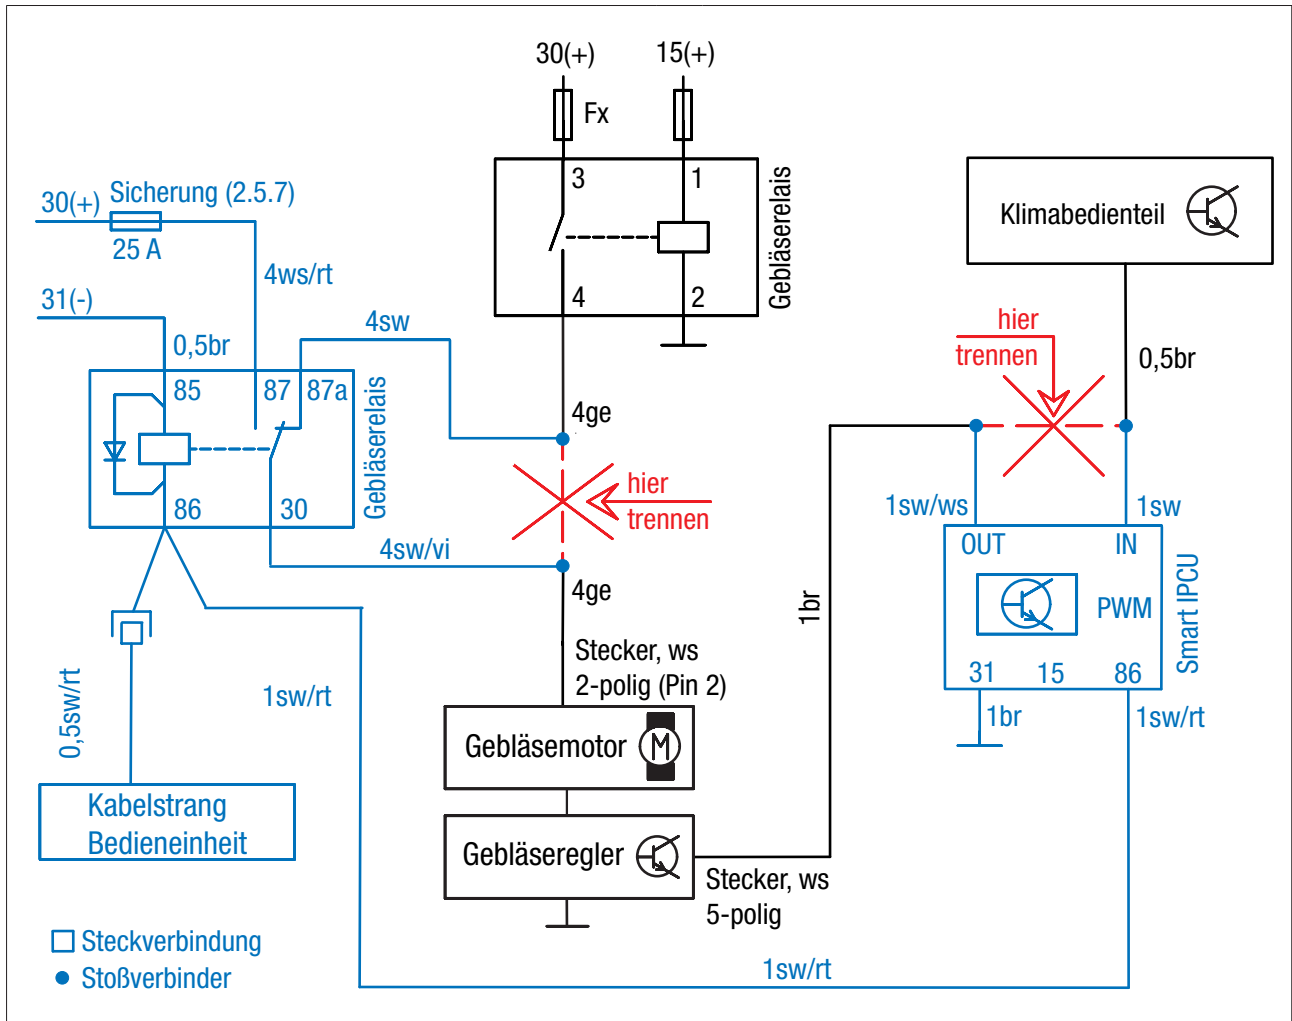 30(+)
15(+)
Fx
3
1
4
2
Gebläserelais
Klimabedienteil
Sicherung (2.5.7)
30(+)
25 A
4ws/rt
31(-)
0,5br
4sw
85
87
87a
86
30
Gebläserelais
4sw/vi
4ge
hier
trennen
4ge
hier
trennen
0,5br
1sw/ws
1sw
OUT
IN
PWM
31
15
86
Smart IPCU
1br
1sw/rt
1br
Stecker, ws
2-polig (Pin 2)
Gebläsemotor
M
Gebläseregler
Stecker, ws
5-polig
0,5sw/rt
1sw/rt
Kabelstrang
Bedieneinheit
Steckverbindung
Stoßverbinder
1sw/rt